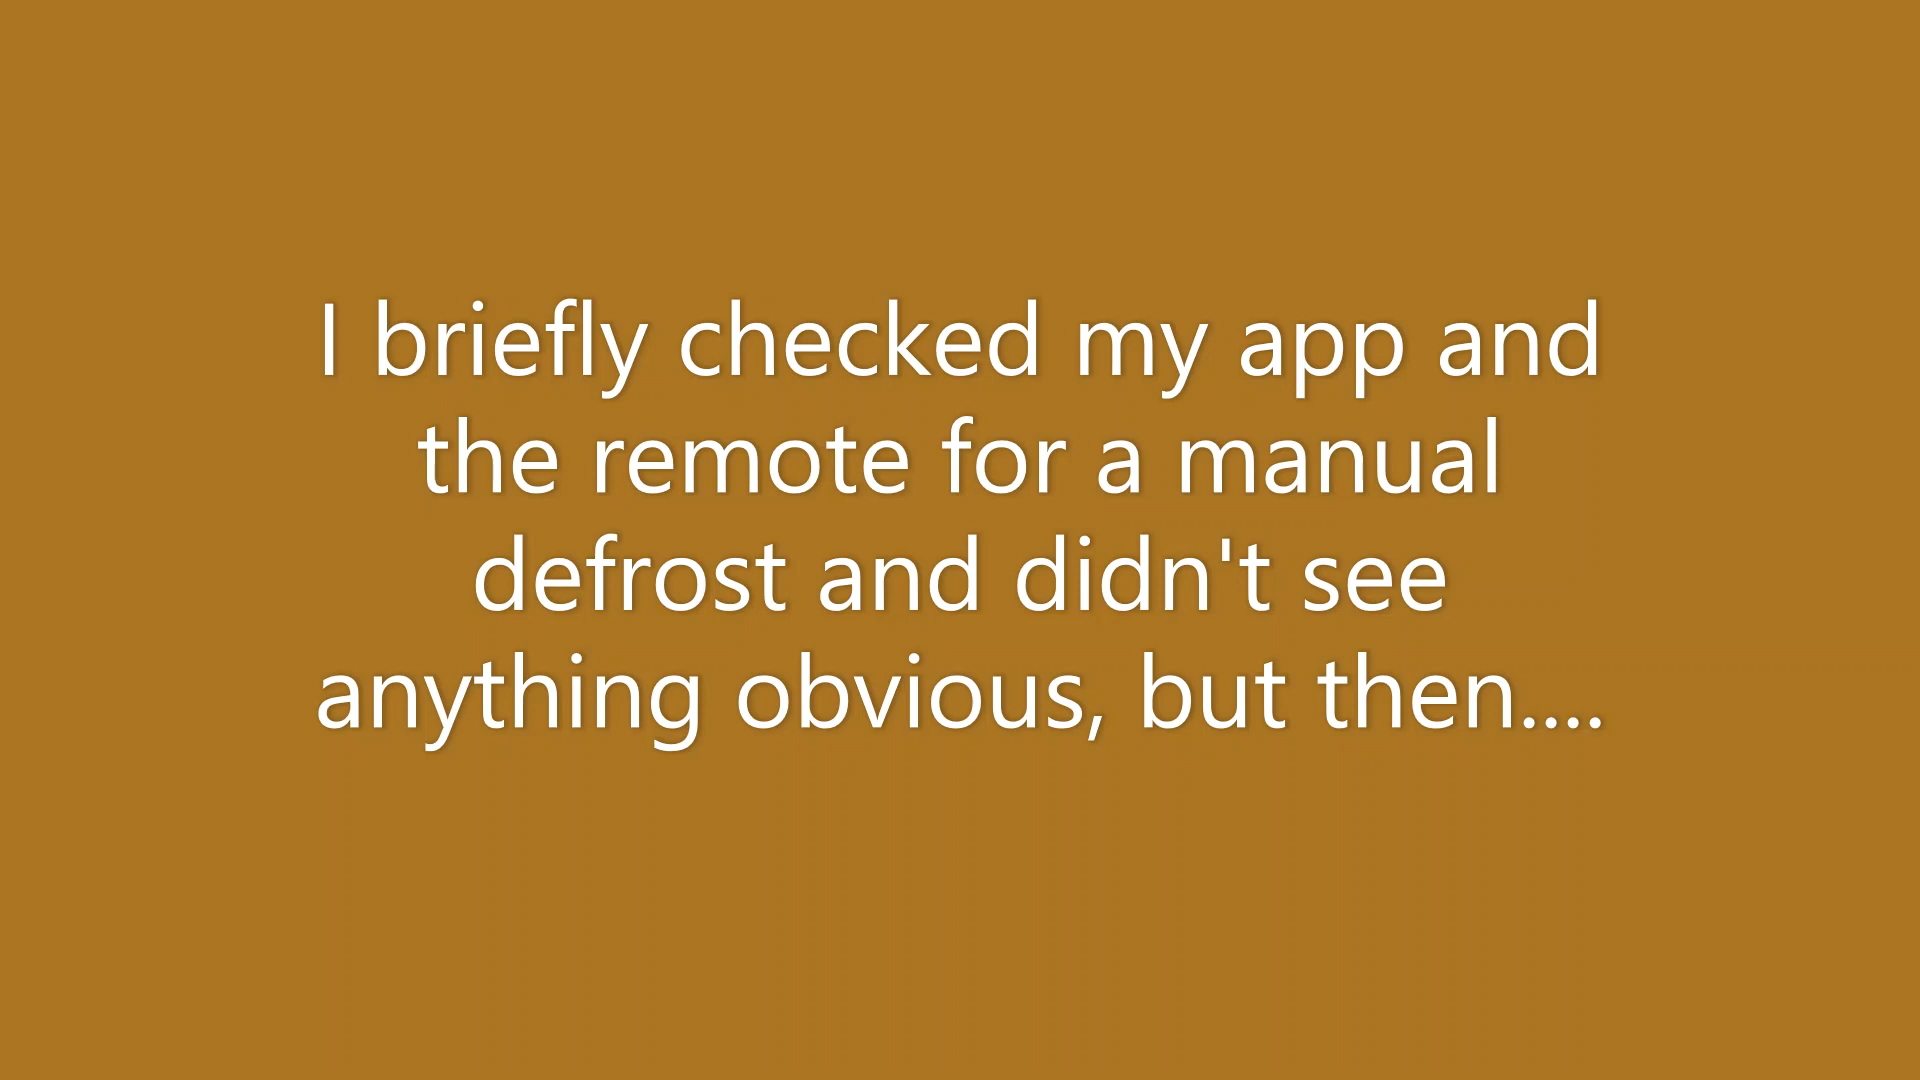 I briefly checked my app and
the remote for a manual
defrost and didn't see
anything obvious, but then....